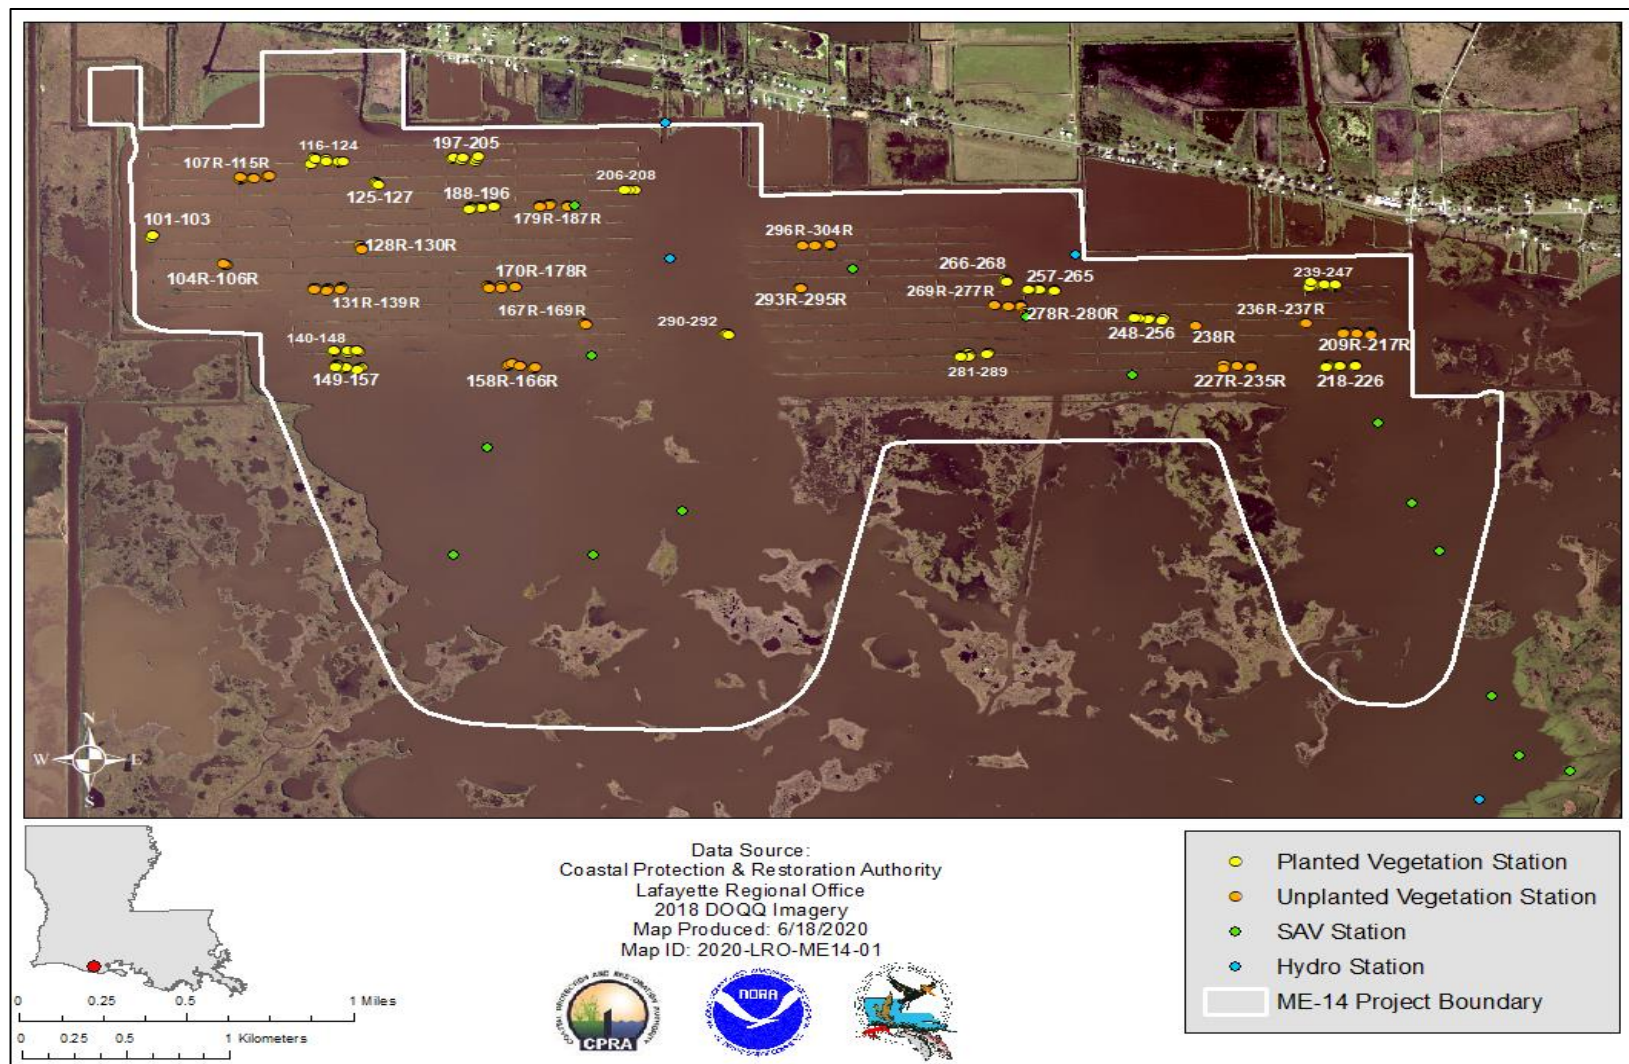 116-124
197-205
107R-115R
206-208
125-127
188-196
179R-187R
101-103
128R-130R
296R-304R
104R-106R
170R-178R
266-268
257-265
239-247
131R-139R
269R-277R
293R-295R
167R-169R
278R-280R
236R-237R
290-292
248-256
238R
209R-217R
140-148
149-157
158R-166R
281-289
227R-235R
218-226
N
W E
S
Data Source:
Coastal Protection & Restoration Authority
Lafayette Regional Office
2018 DOQQ Imagery
Map Produced: 6/18/2020
Map ID: 2020-LRO-ME14-01
Planted Vegetation Station
Unplanted Vegetation Station
SAV Station
Hydro Station
ME-14 Project Boundary
0 0.25 0.5 1 Miles
0 0.25 0.5 1 Kilometers
COASTAL PROTECTION AND RESTORATION AUTHORITY
CPRA
NOAA